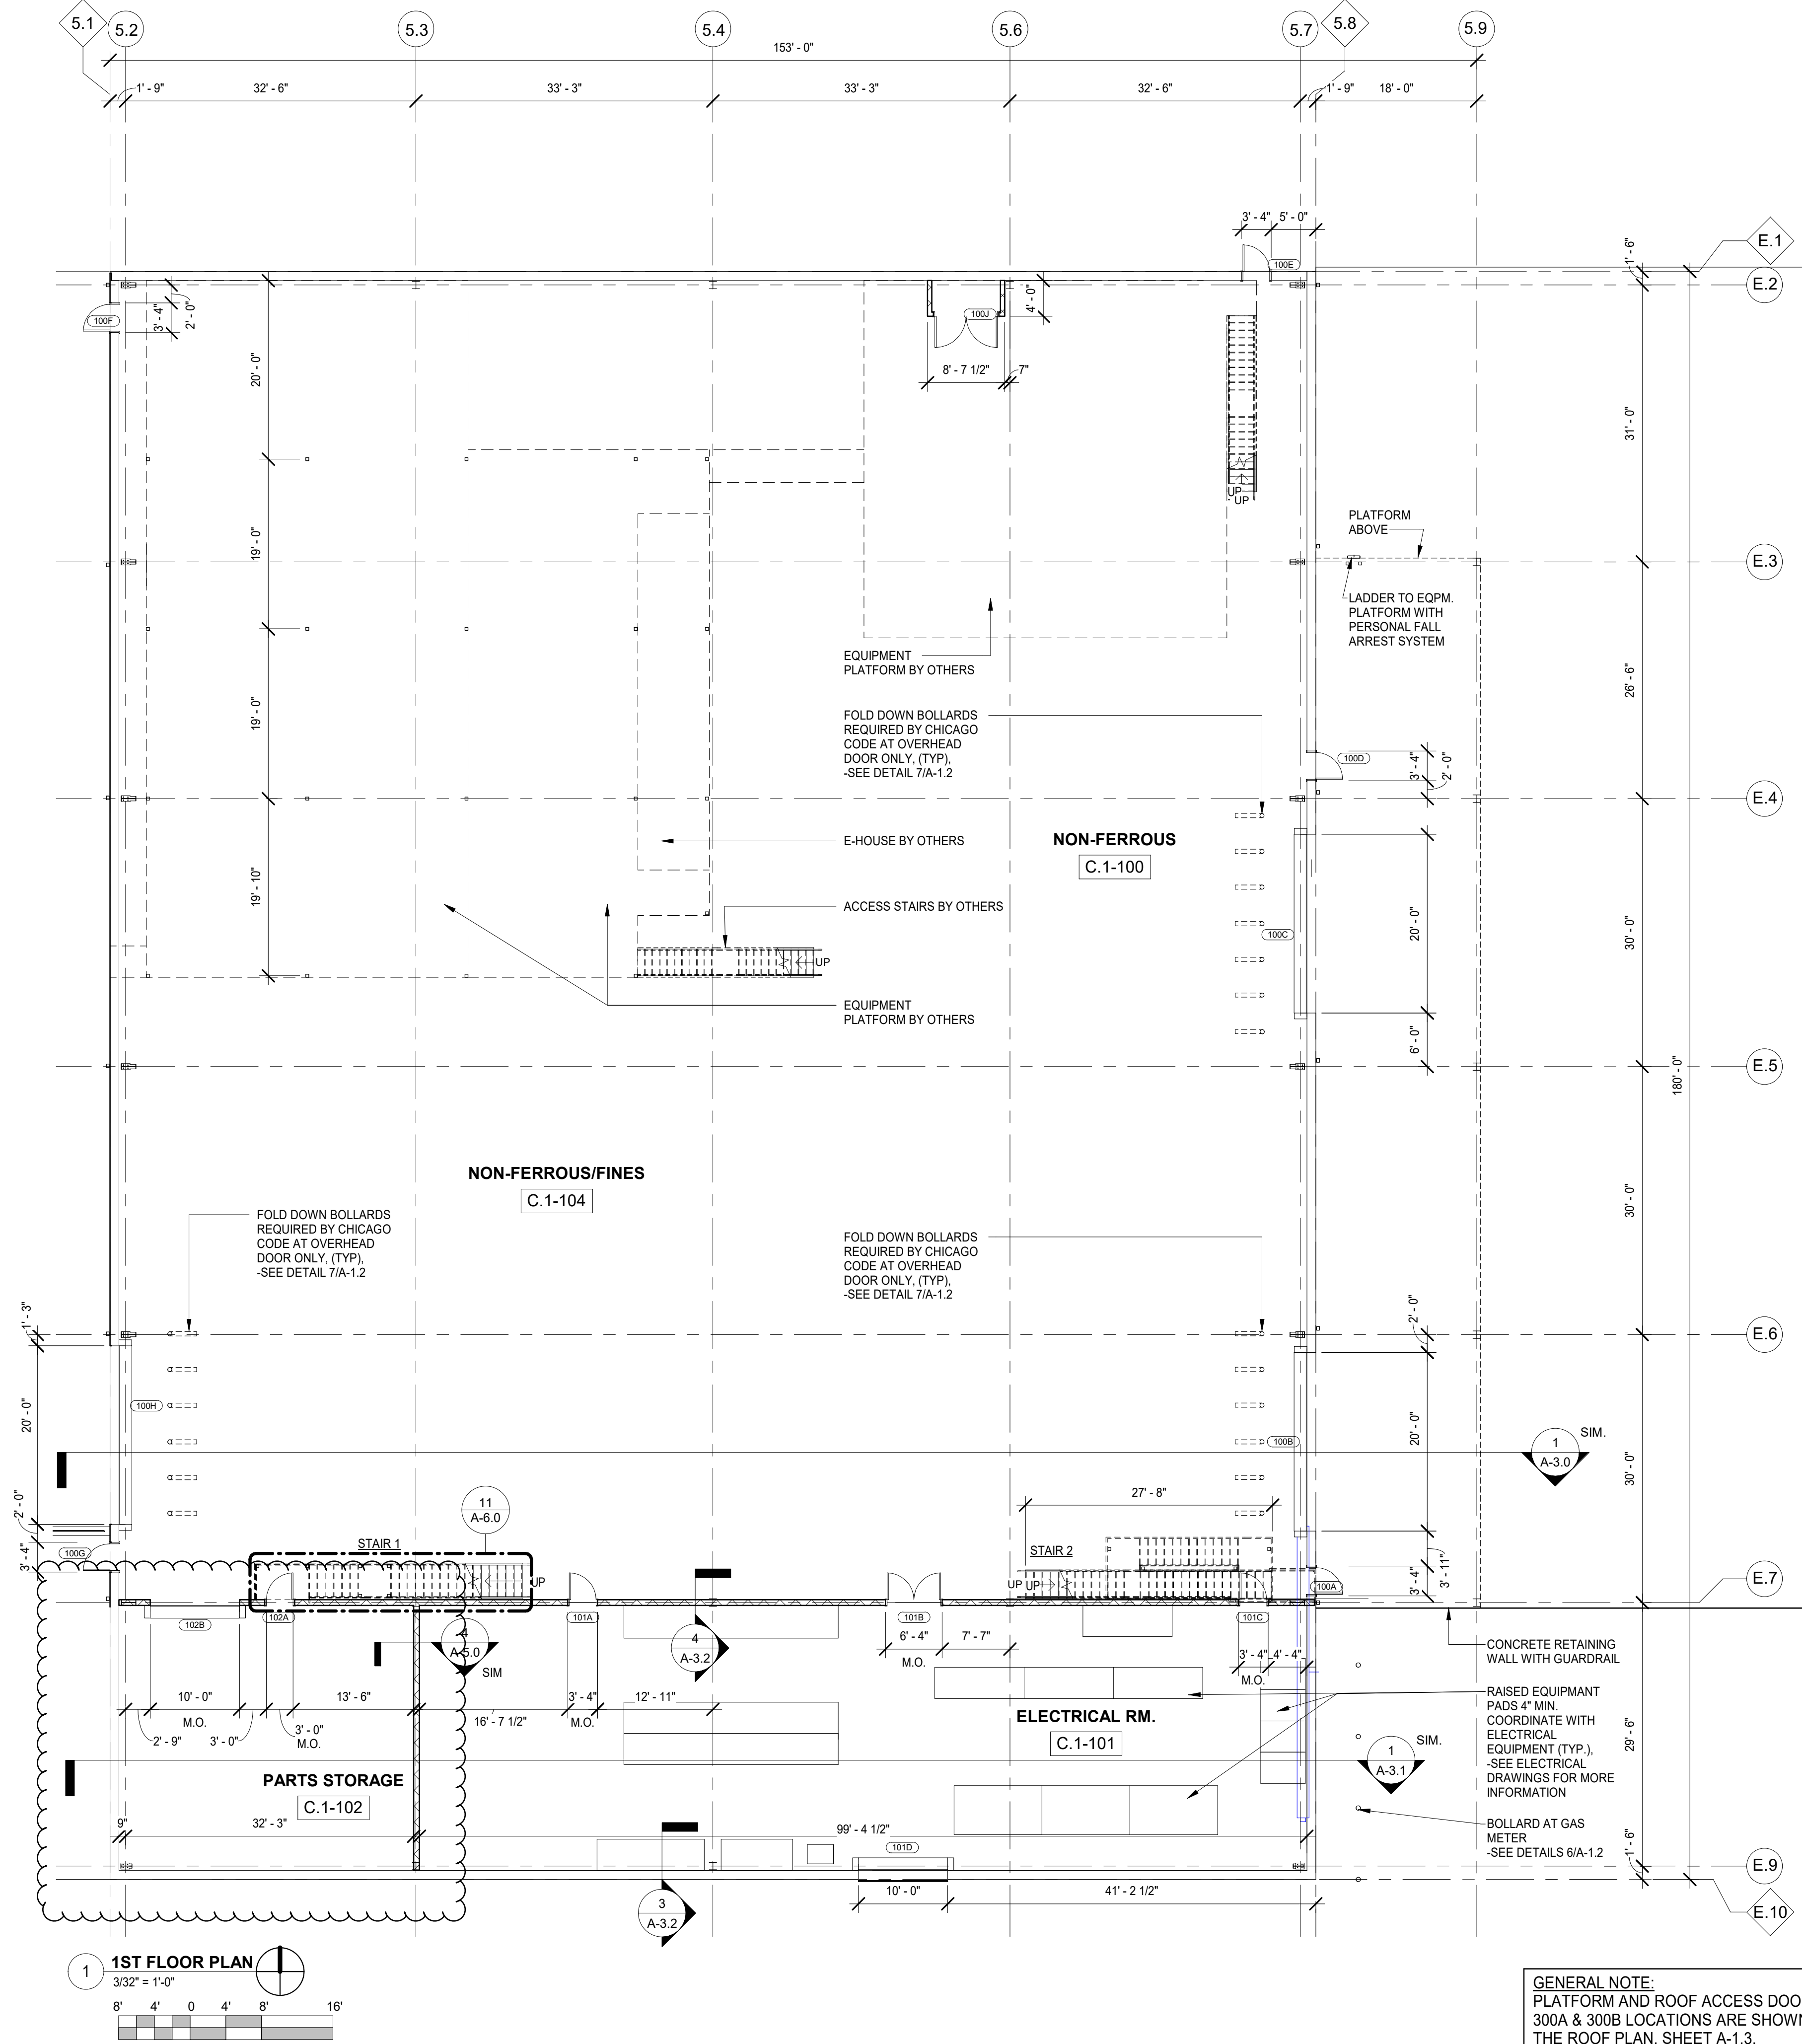 5.1
5.2
5.3
5.4
5.6
5.7
5.8
5.9
153' - 0"
1' - 9"
32' - 6"
33' - 3"
33' - 3"
32' - 6"
1' - 9"
18' - 0"
3' - 4"
5' - 0"
100E
1' - 6"
E.1
E.2
100F
3' - 4"
2' - 0"
100J
4' - 0"
8' - 7 1/2"
7"
20' - 0"
31' - 0"
UP
UP
PLATFORM
ABOVE
19' - 0"
E.3
LADDER TO EQPM.
PLATFORM WITH
PERSONAL FALL
ARREST SYSTEM
EQUIPMENT
PLATFORM BY OTHERS
26' - 6"
19' - 0"
FOLD DOWN BOLLARDS
REQUIRED BY CHICAGO
CODE AT OVERHEAD
DOOR ONLY, (TYP),
-SEE DETAIL 7/A-1.2
100D
3' - 4"
2' - 0"
E.4
E-HOUSE BY OTHERS
NON-FERROUS
C.1-100
19' - 10"
ACCESS STAIRS BY OTHERS
100C
20' - 0"
30' - 0"
UP
EQUIPMENT
PLATFORM BY OTHERS
6' - 0"
E.5
180' - 0"
NON-FERROUS/FINES
C.1-104
30' - 0"
FOLD DOWN BOLLARDS
REQUIRED BY CHICAGO
CODE AT OVERHEAD
DOOR ONLY, (TYP),
-SEE DETAIL 7/A-1.2
FOLD DOWN BOLLARDS
REQUIRED BY CHICAGO
CODE AT OVERHEAD
DOOR ONLY, (TYP),
-SEE DETAIL 7/A-1.2
1' - 3"
2' - 0"
E.6
20' - 0"
100H
100B
20' - 0"
30' - 0"
1
A-3.0
SIM.
2' - 0"
3' - 4"
100G
11
A-6.0
27' - 8"
STAIR 1
UP
STAIR 2
UP
UP
100A
3' - 4"
3' - 11"
E.7
102B
102A
101A
101B
101C
4
A-5.0
SIM
4
A-3.2
6' - 4"
M.O.
7' - 7"
3' - 4"
M.O.
4' - 4"
CONCRETE RETAINING
WALL WITH GUARDRAIL
10' - 0"
M.O.
2' - 9"
3' - 0"
3' - 0"
M.O.
13' - 6"
16' - 7 1/2"
3' - 4"
M.O.
12' - 11"
ELECTRICAL RM.
C.1-101
RAISED EQUIPMANT
PADS 4" MIN.
COORDINATE WITH
ELECTRICAL
EQUIPMENT (TYP.),
-SEE ELECTRICAL
DRAWINGS FOR MORE
INFORMATION
29' - 6"
1
A-3.1
SIM.
PARTS STORAGE
C.1-102
9"
32' - 3"
99' - 4 1/2"
BOLLARD AT GAS
METER
-SEE DETAILS 6/A-1.2
101D
1' - 6"
E.9
3
A-3.2
10' - 0"
41' - 2 1/2"
E.10
1
1ST FLOOR PLAN
3/32" = 1'-0"
8' 4' 0 4' 8' 16'
GENERAL NOTE:
PLATFORM AND ROOF ACCESS DOO
300A & 300B LOCATIONS ARE SHOWN
THE ROOF PLAN, SHEET A-1.3.